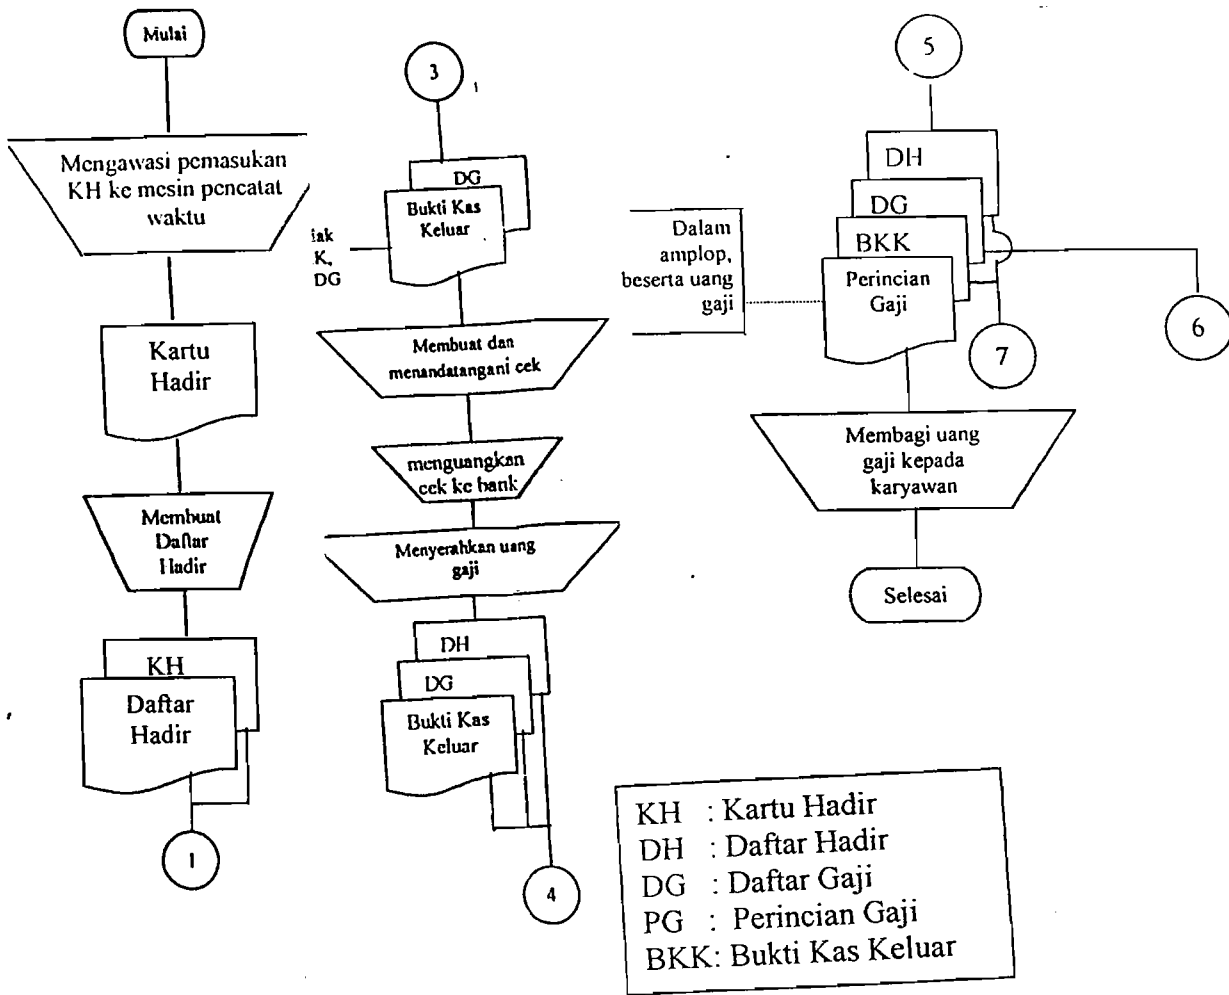 Mulai
Mengawasi pemasukan
KH ke mesin pencatat
waktu
Kartu
Hadir
Membuat
Daftar
Hadir
KH
Daftar
Hadir
1
3
DG
Bukti Kas
Keluar
iak
K,
DG
Membuat dan
menandatangani cek
menguangkan
cek ke bank
Menyerahkan uang
gaji
DH
DG
Bukti Kas
Keluar
4
5
DH
DG
BKK
Perincian
Gaji
Dalam
amplop,
beserta uang
gaji
6
7
Membagi uang
gaji kepada
karyawan
Selesai
KH : Kartu Hadir
DH : Daftar Hadir
DG : Daftar Gaji
PG : Perincian Gaji
BKK: Bukti Kas Keluar